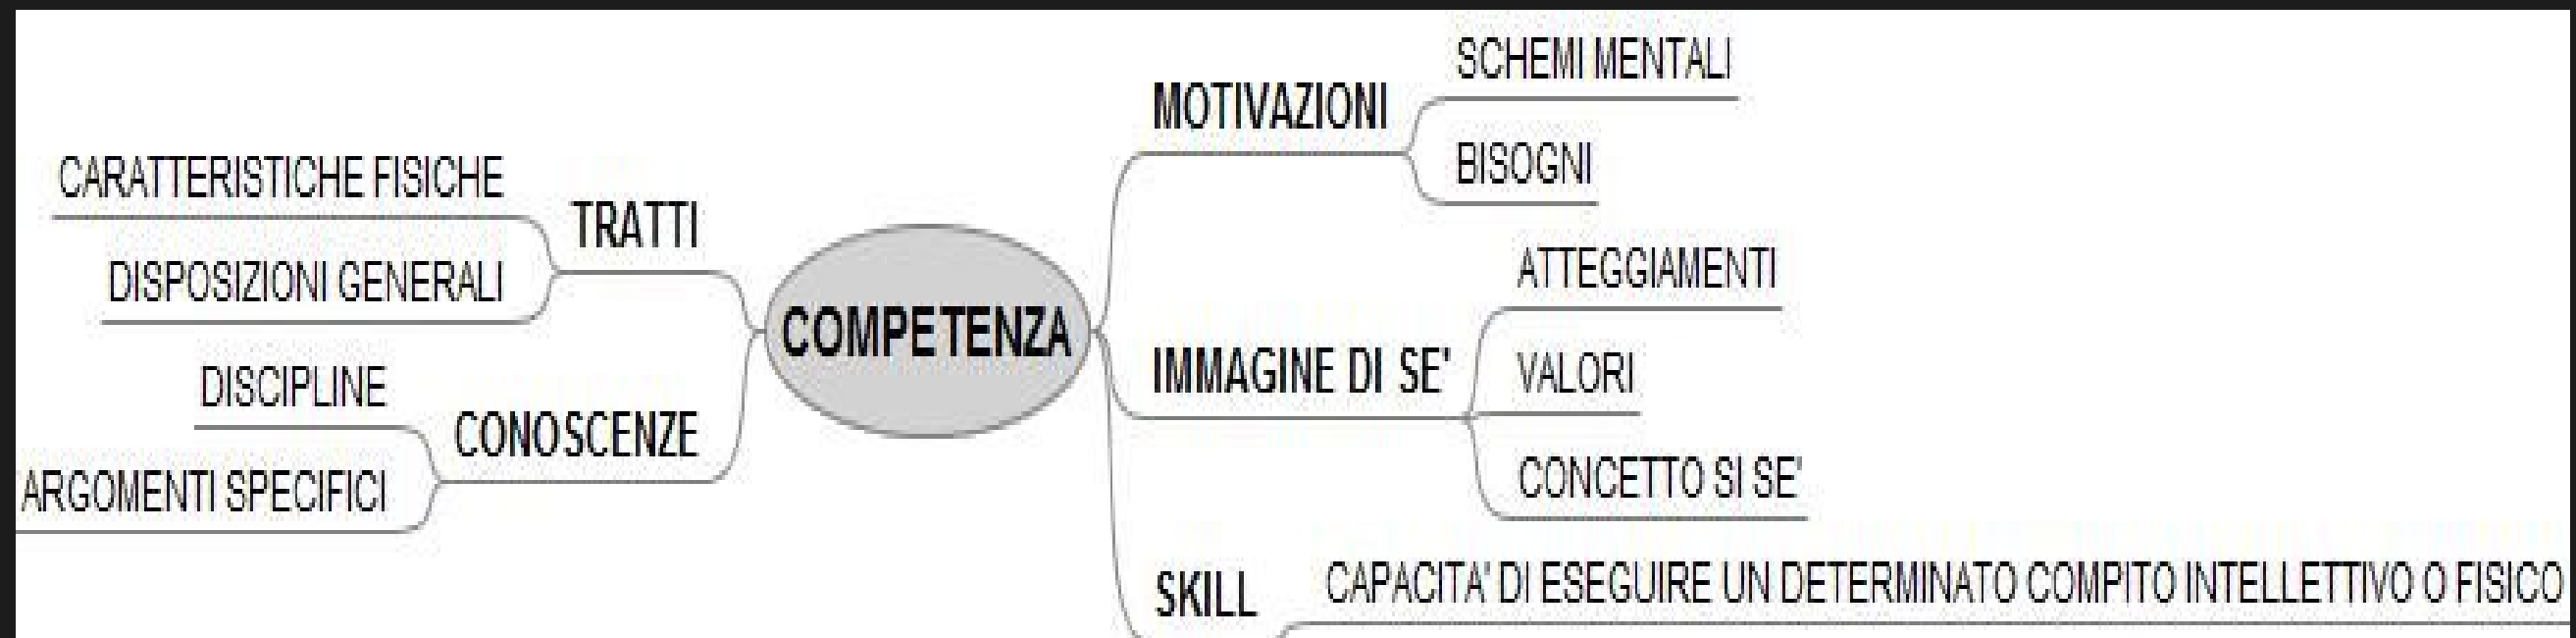 CARATTERISTICHE FISICHE
DISPOSIZIONI GENERALI
TRATTI
DISCIPLINE
ARGOMENTI SPECIFICI
CONOSCENZE
COMPETENZA
MOTIVAZIONI
SCHEMI MENTALI
BISOGNI
IMMAGINE DI SE'
ATTEGGIAMENTI
VALORI
CONCETTO SI SE'
SKILL
CAPACITA' DI ESEGUIRE UN DETERMINATO COMPITO INTELLETTIVO O FISICO